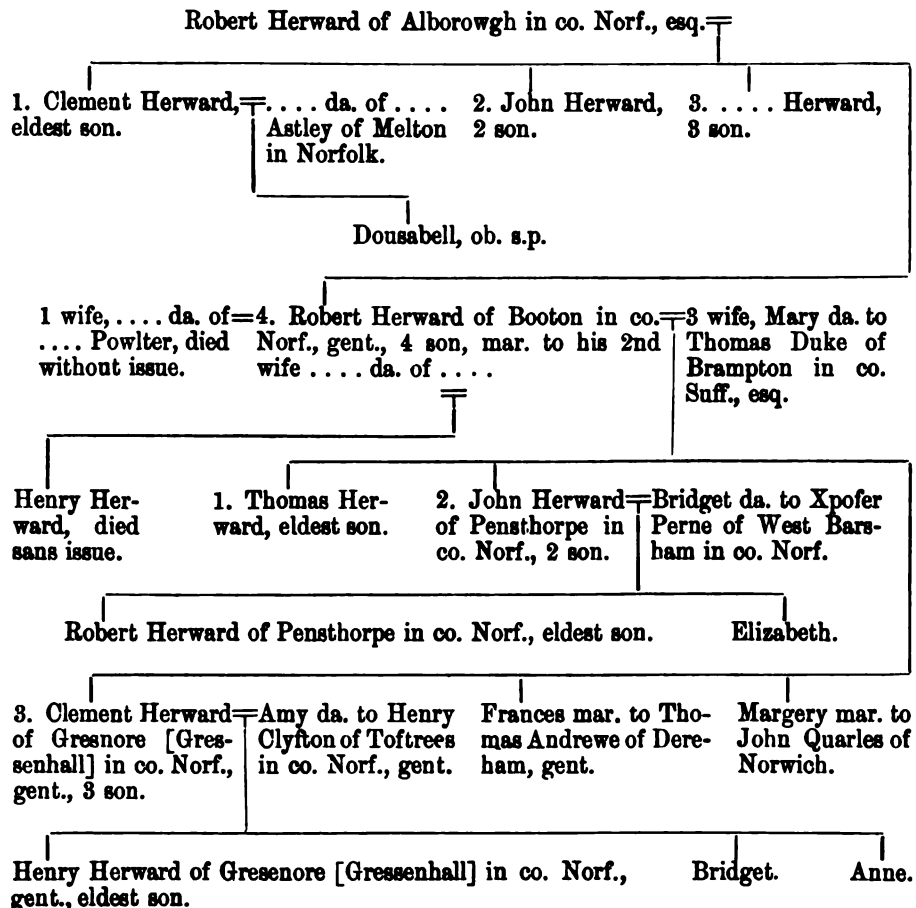 Robert Herward of Alborowgh in co. Norf., esq.
1. Clement Herward,
eldest son.
. . . . da. of . . . .
Astley of Melton
in Norfolk.
2. John Herward,
2 son.
3. . . . . Herward,
3 son.
Dousabell, ob. s.p.
1 wife, . . . . da. of
. . . . Powlter, died
without issue.
4. Robert Herward of Booton in co.
Norf., gent., 4 son, mar. to his 2nd
wife . . . . da. of . . . .
3 wife, Mary da. to
Thomas Duke of
Brampton in co.
Suff., esq.
Henry Her-
ward, died
sans issue.
1. Thomas Her-
ward, eldest son.
2. John Herward
of Pensthorpe in
co. Norf., 2 son.
Bridget da. to Xpofer
Perne of West Bars-
ham in co. Norf.
Robert Herward of Pensthorpe in co. Norf., eldest son.
Elizabeth.
3. Clement Herward
of Gresnore [Gres-
senhall] in co. Norf.,
gent., 3 son.
Amy da. to Henry
Clyfton of Toftrees
in co. Norf., gent.
Frances mar. to Tho-
mas Andrewe of Dere-
ham, gent.
Margery mar. to
John Quarles of
Norwich.
Henry Herward of Gresenore [Gressenhall] in co. Norf.,
gent., eldest son.
Bridget.
Anne.